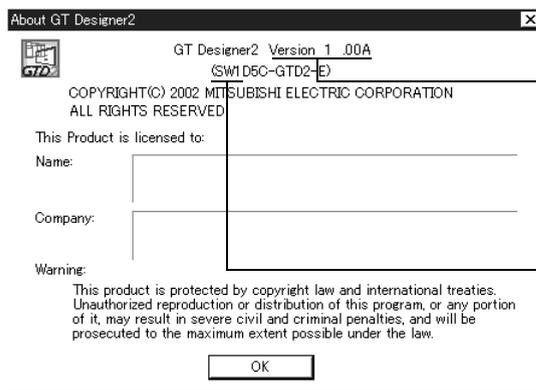 About GT Designer2
GTD2
GT Designer2 Version 1 .00A
(SW1D5C-GTD2-E)
COPYRIGHT(C) 2002 MITSUBISHI ELECTRIC CORPORATION
ALL RIGHTS RESERVED
This Product is licensed to:
Name:
Company:
Warning:
This product is protected by copyright law and international treaties.
Unauthorized reproduction or distribution of this program, or any portion
of it, may result in severe civil and criminal penalties, and will be
prosecuted to the maximum extent possible under the law.
OK